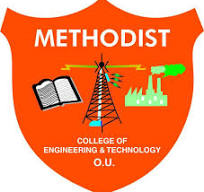 METHODIST
COLLEGE OF
ENGINEERING & TECHNOLOGY
O.U.